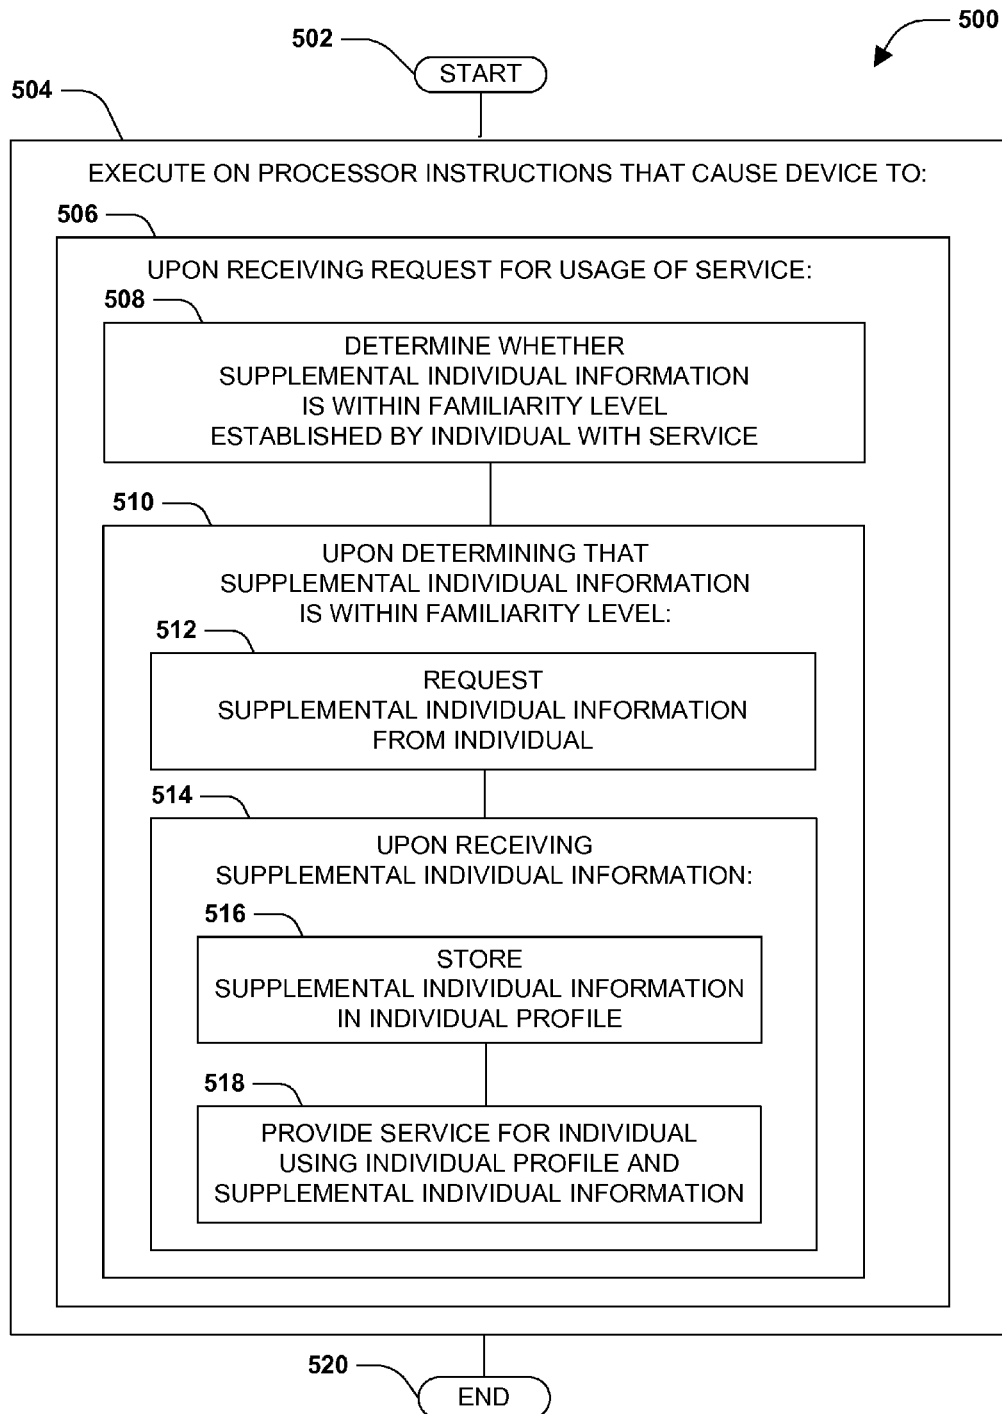 500
502
START
504
EXECUTE ON PROCESSOR INSTRUCTIONS THAT CAUSE DEVICE TO:
506
UPON RECEIVING REQUEST FOR USAGE OF SERVICE:
508
DETERMINE WHETHER
SUPPLEMENTAL INDIVIDUAL INFORMATION
IS WITHIN FAMILIARITY LEVEL
ESTABLISHED BY INDIVIDUAL WITH SERVICE
510
UPON DETERMINING THAT
SUPPLEMENTAL INDIVIDUAL INFORMATION
IS WITHIN FAMILIARITY LEVEL:
512
REQUEST
SUPPLEMENTAL INDIVIDUAL INFORMATION
FROM INDIVIDUAL
514
UPON RECEIVING
SUPPLEMENTAL INDIVIDUAL INFORMATION:
516
STORE
SUPPLEMENTAL INDIVIDUAL INFORMATION
IN INDIVIDUAL PROFILE
518
PROVIDE SERVICE FOR INDIVIDUAL
USING INDIVIDUAL PROFILE AND
SUPPLEMENTAL INDIVIDUAL INFORMATION
520
END